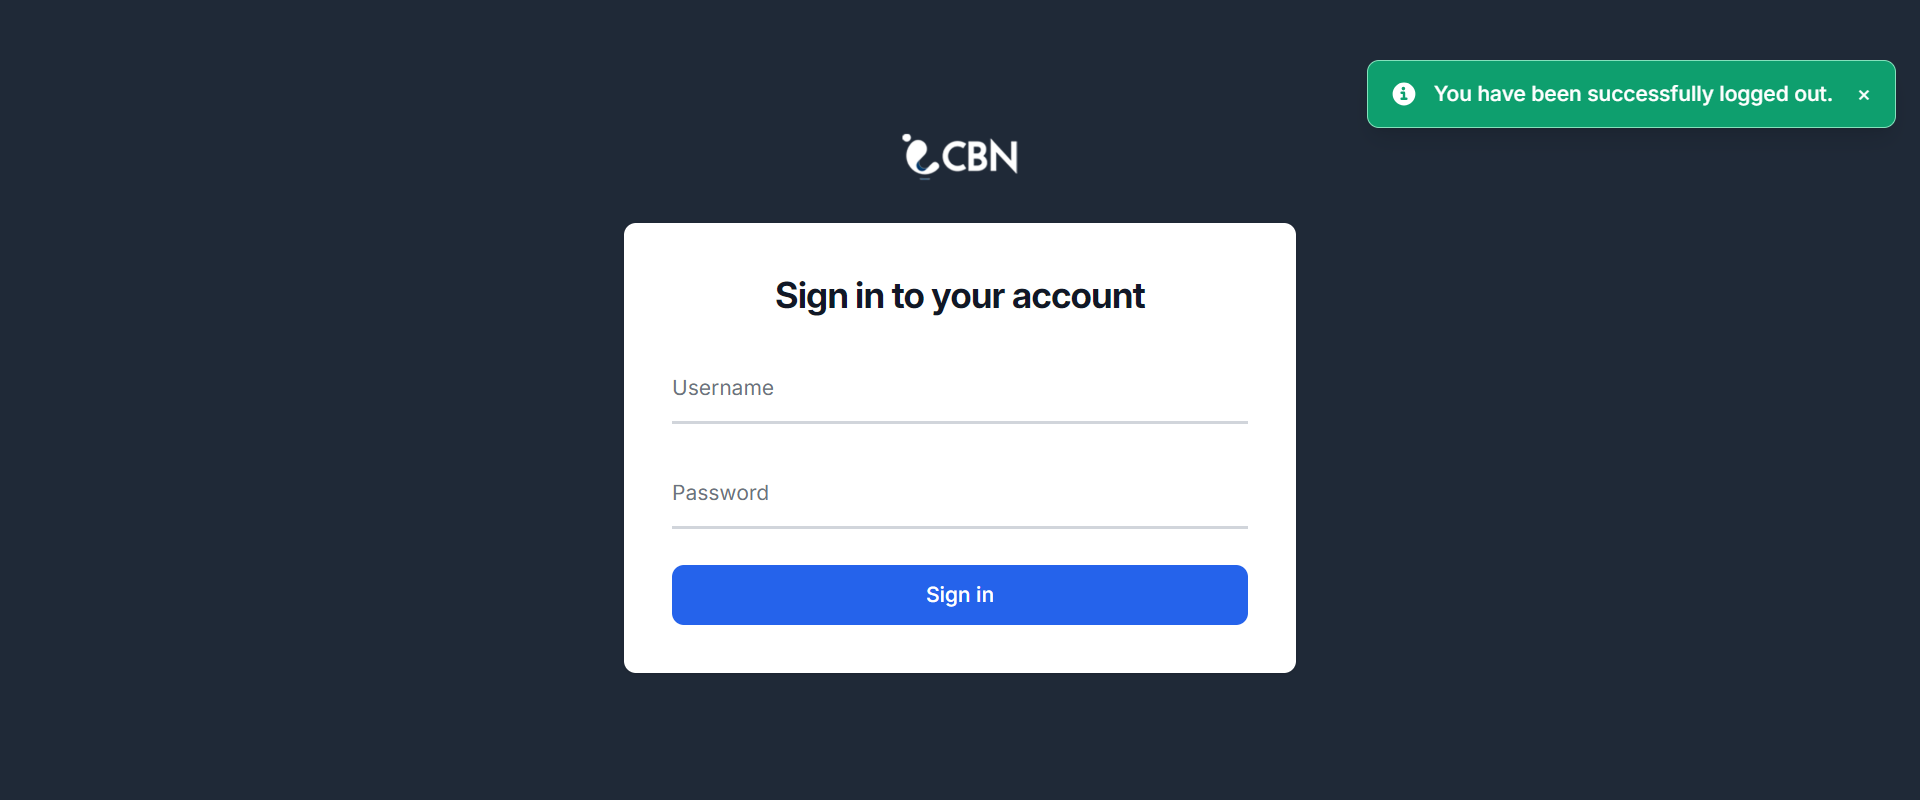 You have been successfully logged out.
CBN
Sign in to your account
Username
Password
Sign in